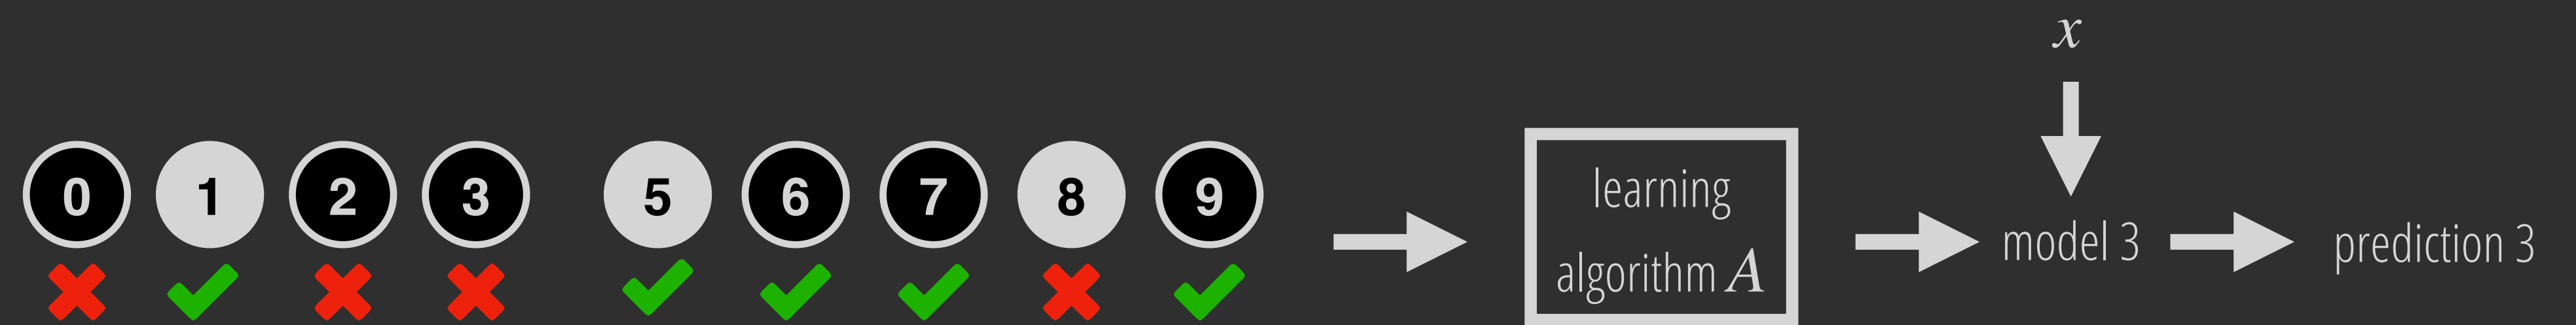 x
0 1 2 3 5 6 7 8 9
learning
algorithm A
model 3
prediction 3